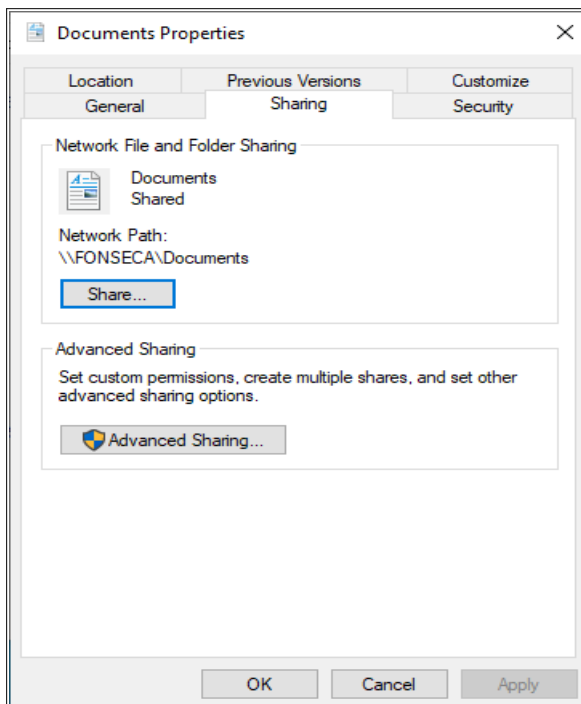 Documents Properties
Location
Previous Versions
Customize
General
Sharing
Security
Network File and Folder Sharing
Documents
Shared
Network Path:
\\FONSECA\Documents
Share...
Advanced Sharing
Set custom permissions, create multiple shares, and set other
advanced sharing options.
Advanced Sharing...
OK
Cancel
Apply